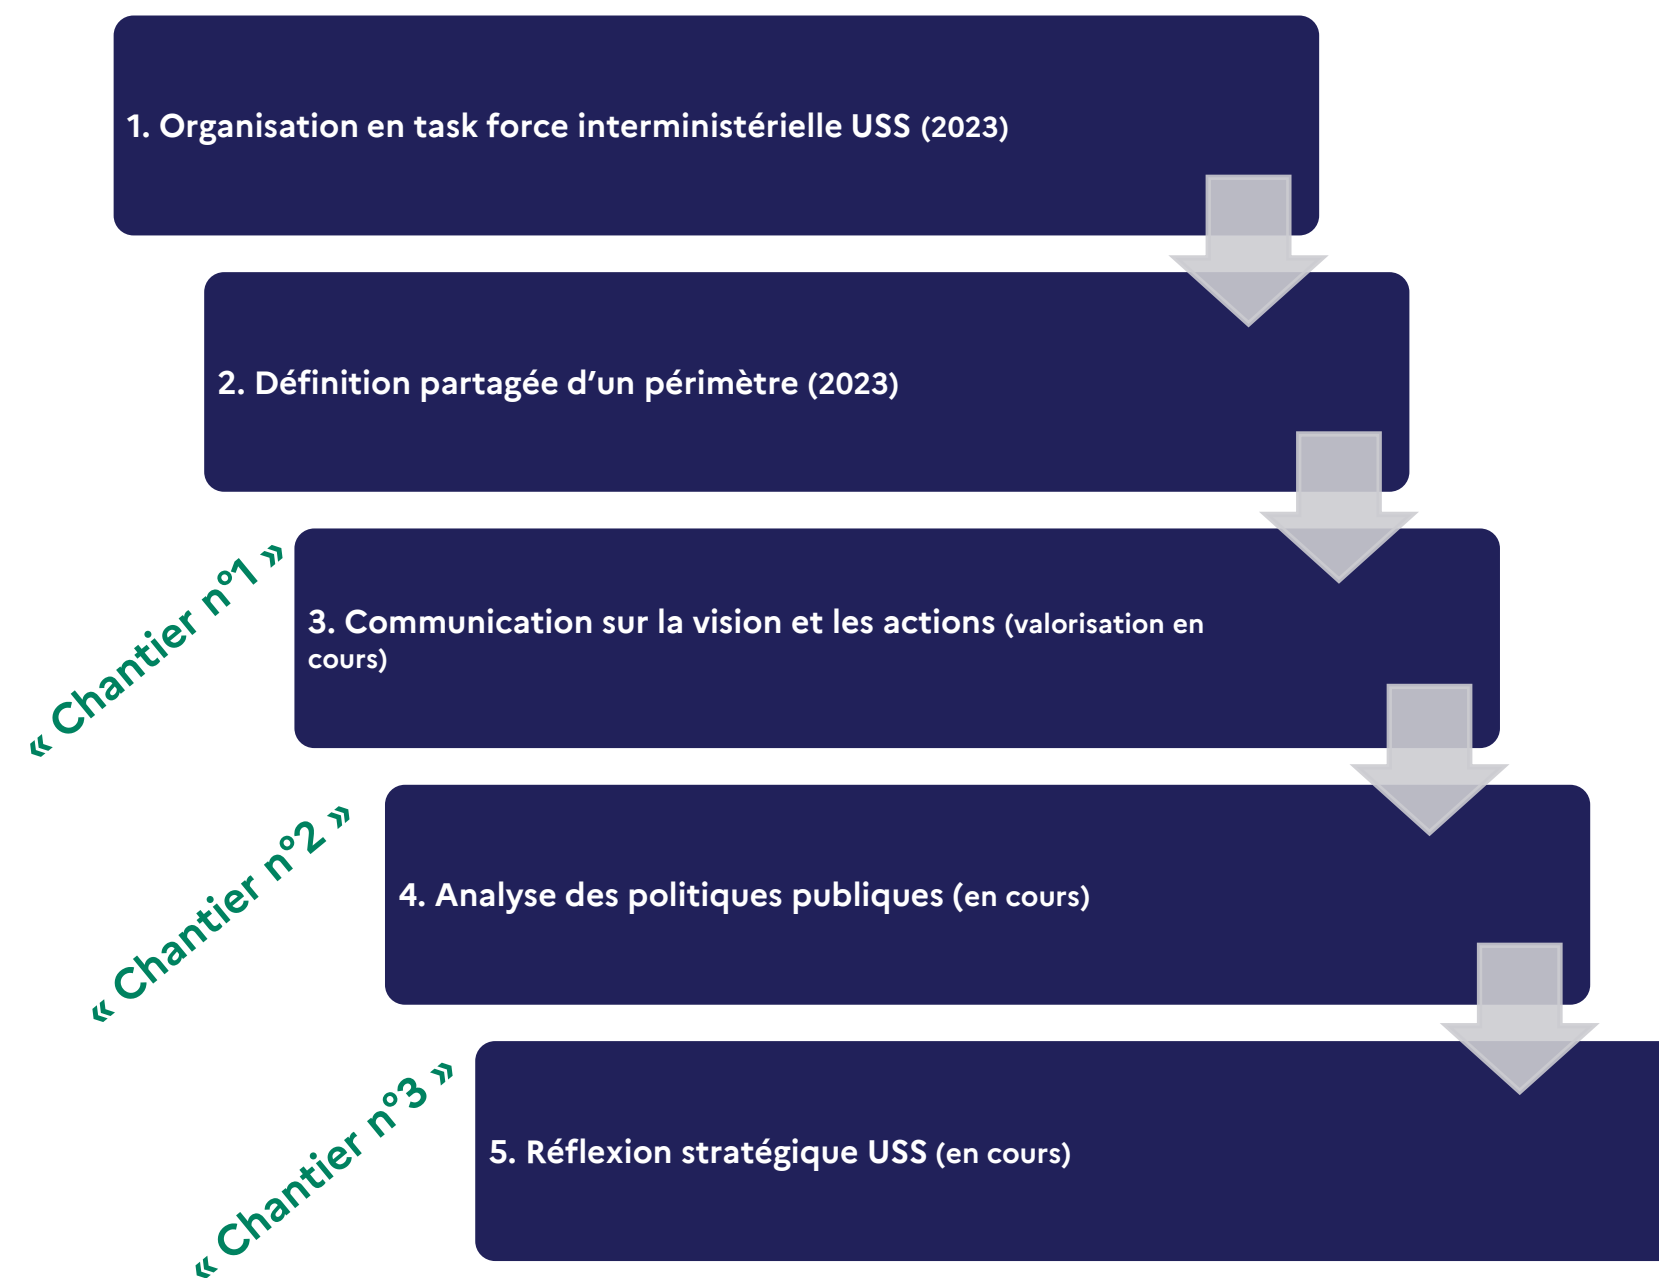 1. Organisation en task force interministérielle USS (2023)
2. Définition partagée d’un périmètre (2023)
« Chantier n°1 »
3. Communication sur la vision et les actions (valorisation en
cours)
« Chantier n°2 »
4. Analyse des politiques publiques (en cours)
« Chantier n°3 »
5. Réflexion stratégique USS (en cours)